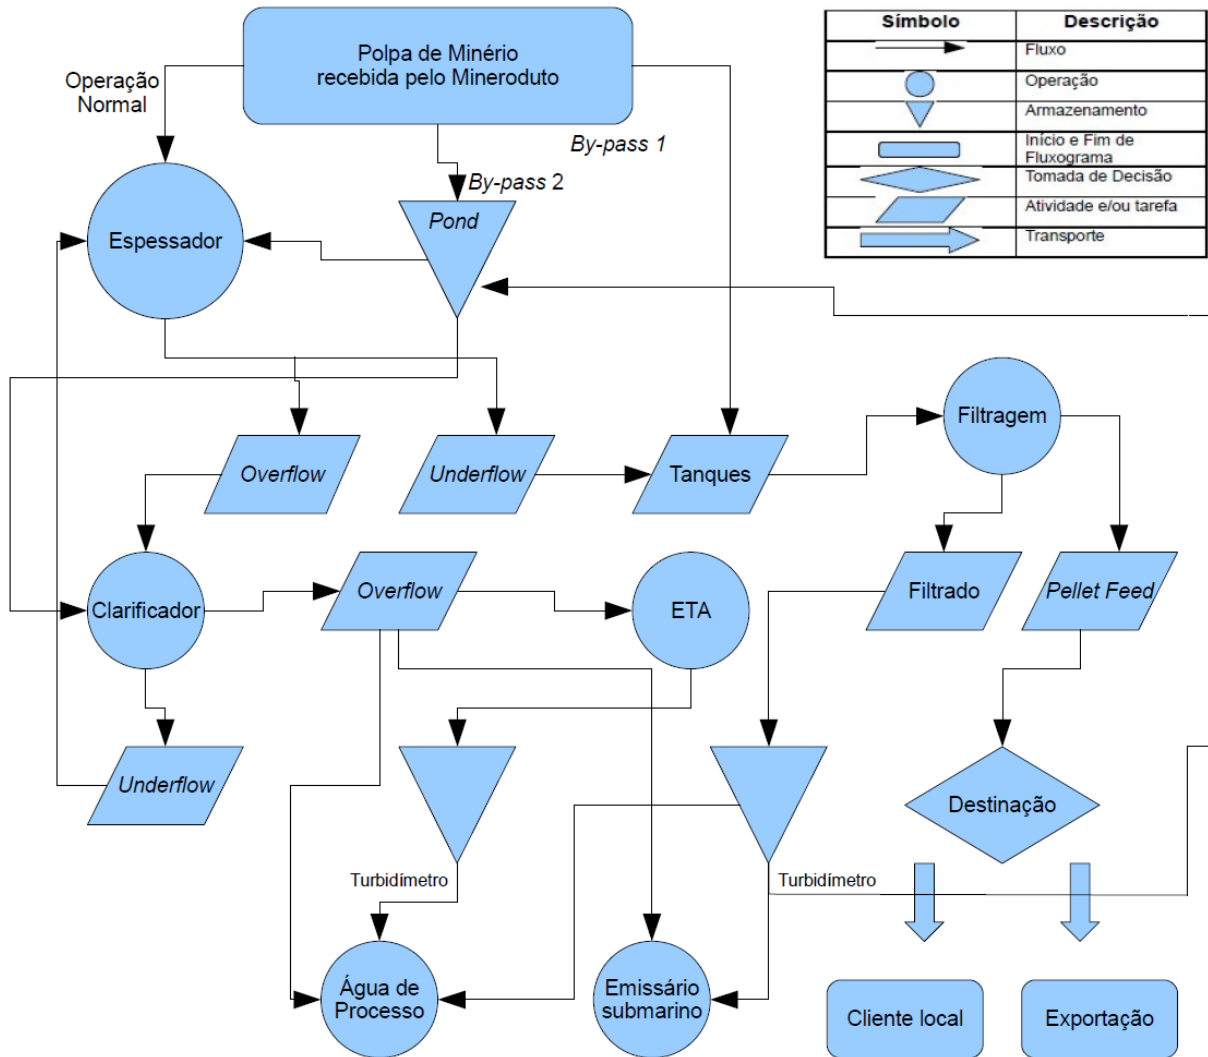 Polpa de Minério
recebida pelo Mineroduto
Operação
Normal
By-pass 1
By-pass 2
Símbolo
Descrição
Fluxo
Operação
Armazenamento
Início e Fim de
Fluxograma
Tomada de Decisão
Atividade e/ou tarefa
Transporte
Espessador
Pond
Overflow
Underflow
Tanques
Filtragem
Clarificador
Overflow
ETA
Filtrado
Pellet Feed
Underflow
Destinação
Turbidímetro
Turbidímetro
Água de
Processo
Emissário
submarino
Cliente local
Exportação